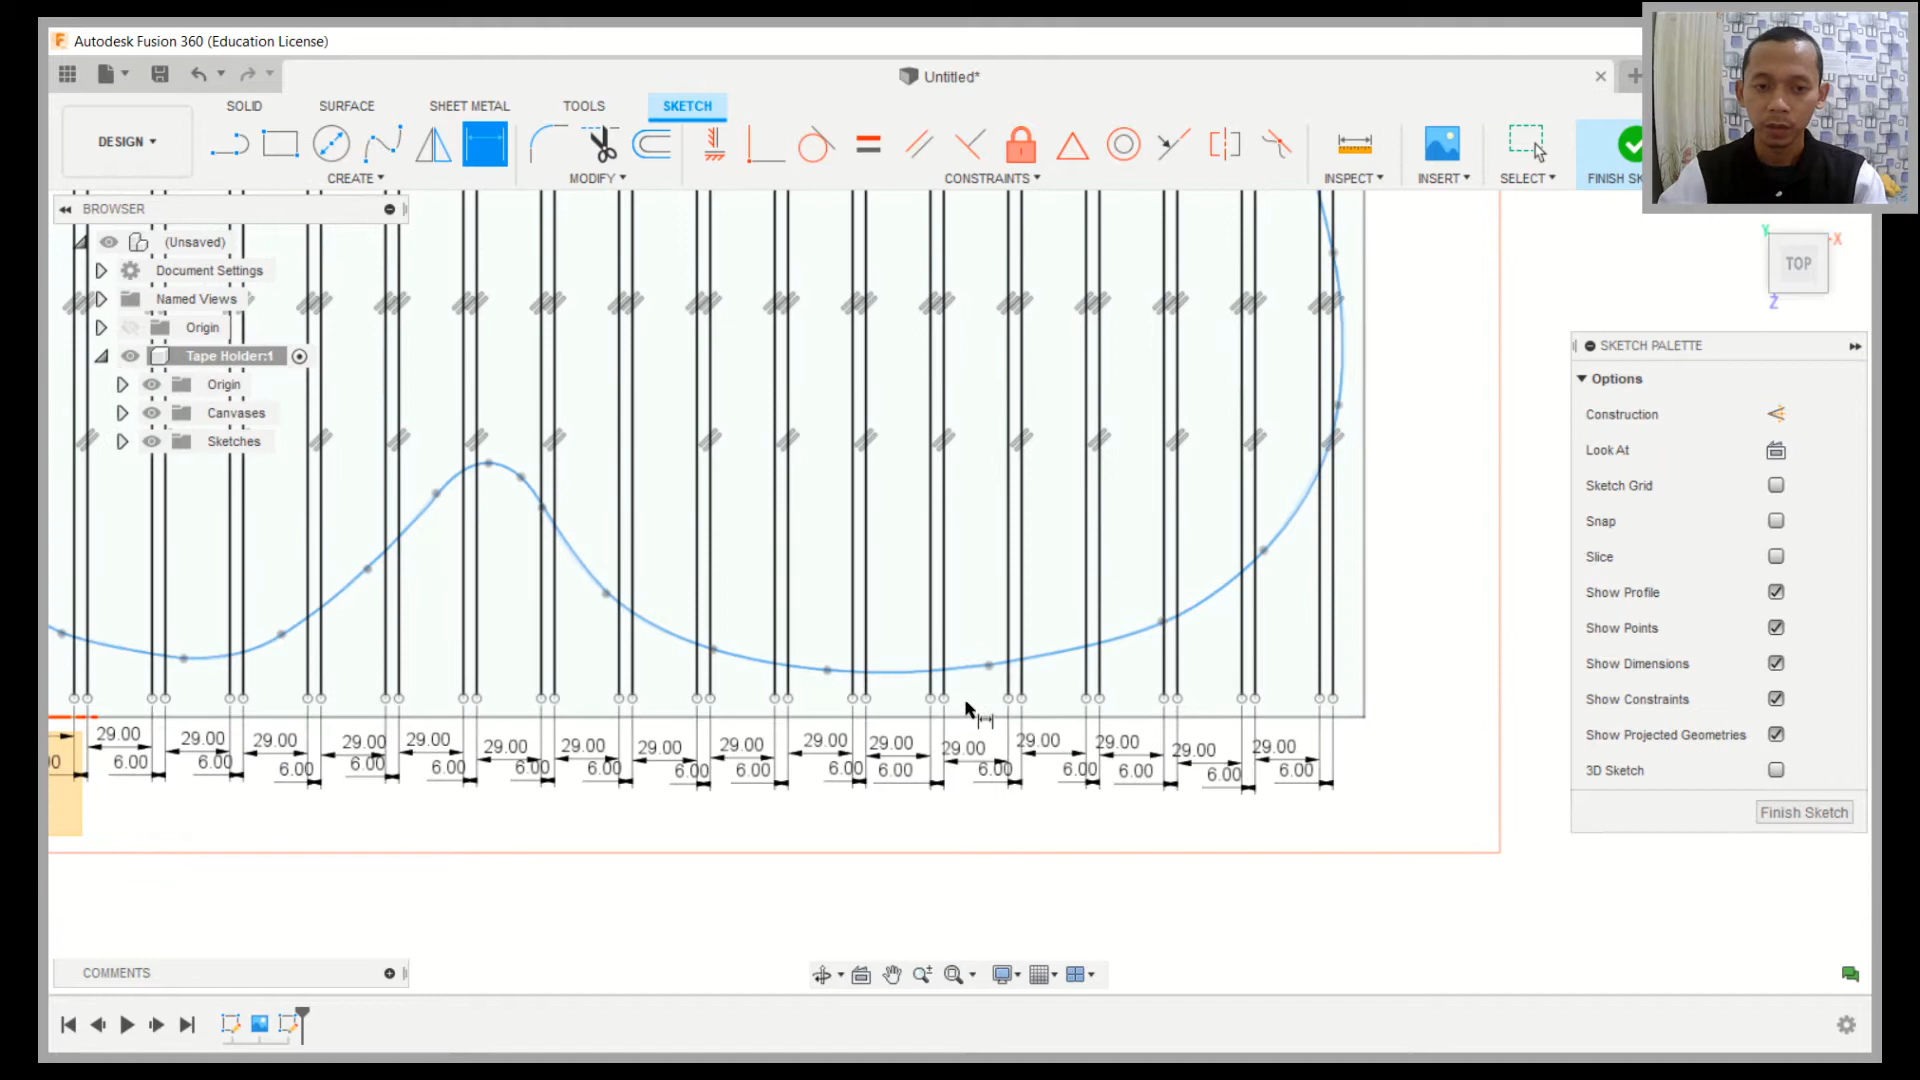 Autodesk Fusion 360 (Education License)
Untitled*
DESIGN
SOLID
SURFACE
SHEET METAL
TOOLS
SKETCH
CREATE
MODIFY
CONSTRAINTS
INSPECT
INSERT
SELECT
FINISH SK
BROWSER
(Unsaved)
Document Settings
Named Views
Origin
Tape Holder:1
Origin
Canvases
Sketches
Y
X
TOP
Z
SKETCH PALETTE
Options
Construction
Look At
Sketch Grid
Snap
Slice
Show Profile
Show Points
Show Dimensions
Show Constraints
Show Projected Geometries
3D Sketch
Finish Sketch
29.00 29.00 29.00 29.00 29.00 29.00 29.00 29.00 29.00 29.00 29.00 29.00 29.00 29.00 29.00 29.00
6.00 6.00 6.00 6.00 6.00 6.00 6.00 6.00 6.00 6.00 6.00 6.00 6.00 6.00 6.00 6.00
COMMENTS